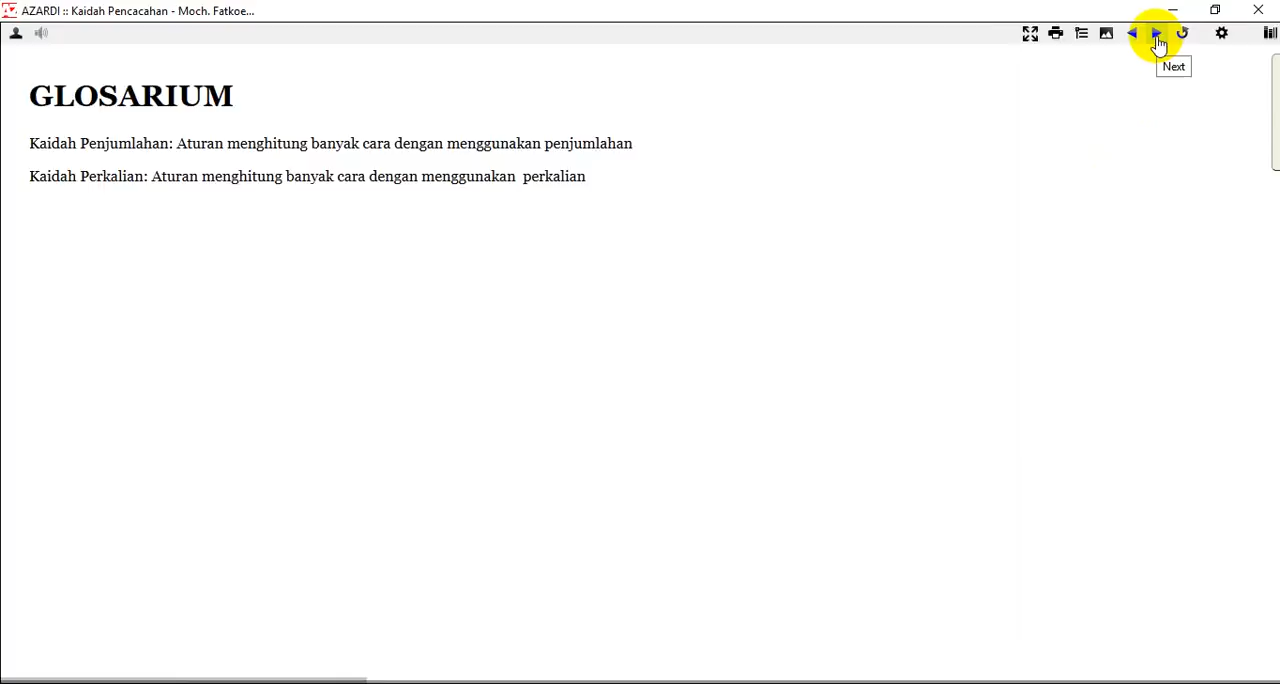 AZARDI :: Kaidah Pencacahan - Moch. Fatkoe...
Next
GLOSARIUM
Kaidah Penjumlahan: Aturan menghitung banyak cara dengan menggunakan penjumlahan
Kaidah Perkalian: Aturan menghitung banyak cara dengan menggunakan  perkalian